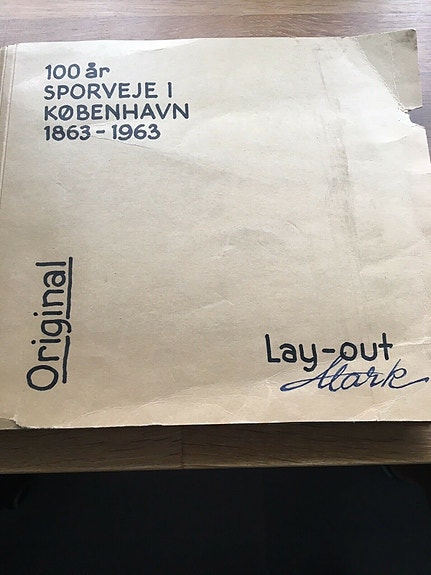 100 år
SPORVEJE I
KØBENHAVN
1863-1963
Original
Lay-out
Mark